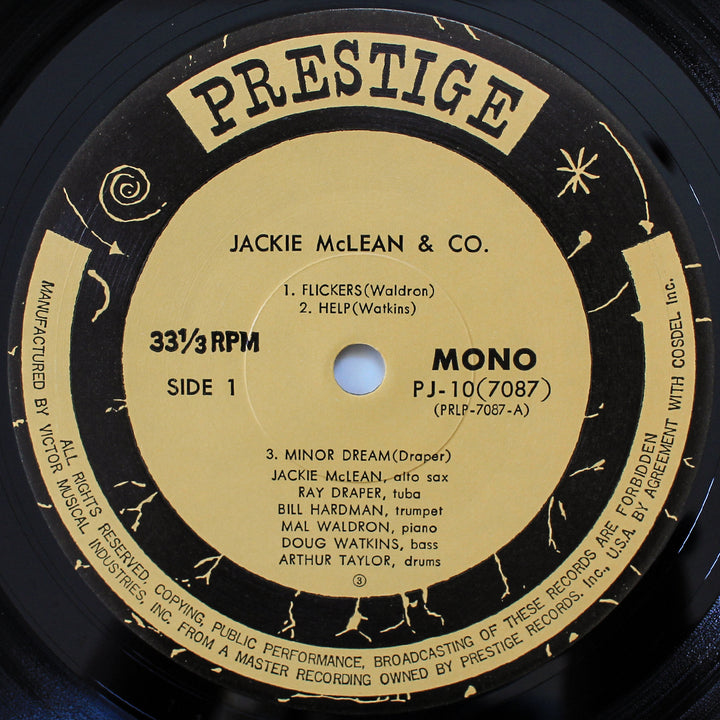 PRESTIGE
JACKIE McLEAN & CO.
1. FLICKERS(Waldron)
2. HELP(Watkins)
33 1/3 RPM
SIDE 1
MONO
PJ-10(7087)
(PRLP-7087-A)
3. MINOR DREAM(Draper)
JACKIE McLEAN, alto sax
RAY DRAPER, tuba
BILL HARDMAN, trumpet
MAL WALDRON, piano
DOUG WATKINS, bass
ARTHUR TAYLOR, drums
③
ALL RIGHTS RESERVED, COPYING, PUBLIC PERFORMANCE, BROADCASTING OF THESE RECORDS ARE FORBIDDEN
MANUFACTURED BY VICTOR MUSICAL INDUSTRIES, INC. FROM A MASTER RECORDING OWNED BY PRESTIGE RECORDS. Inc., U.S.A. BY AGREEMENT WITH COSDEL Inc.